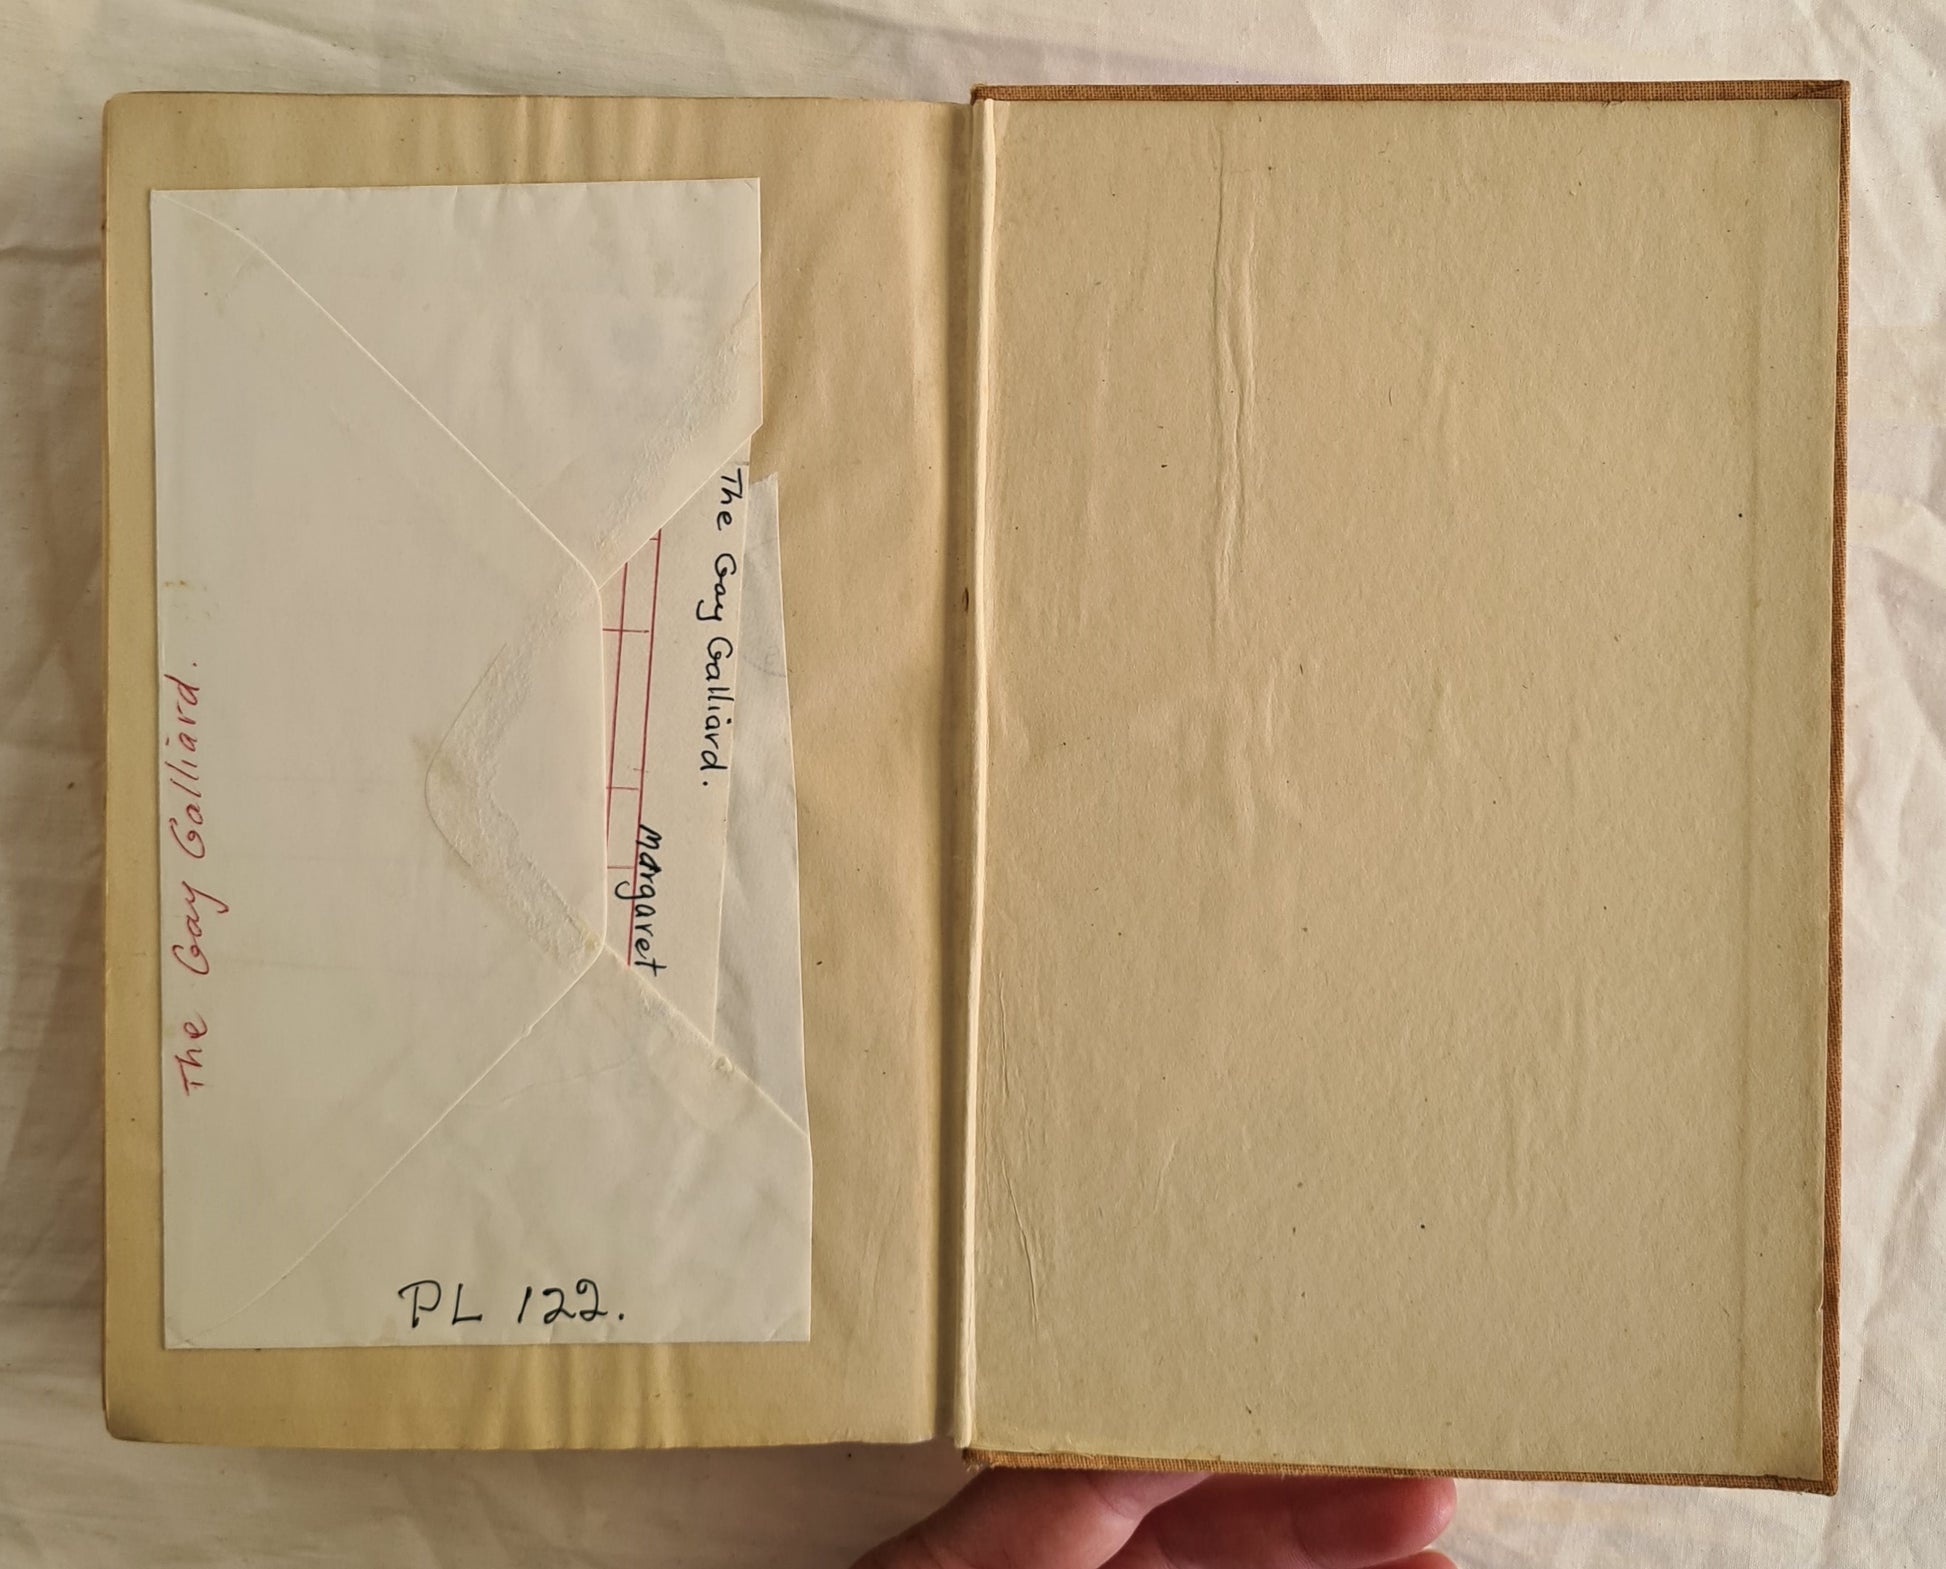 The Gay Galliard.
Margaret
The Gay Galliard.
PL 122.